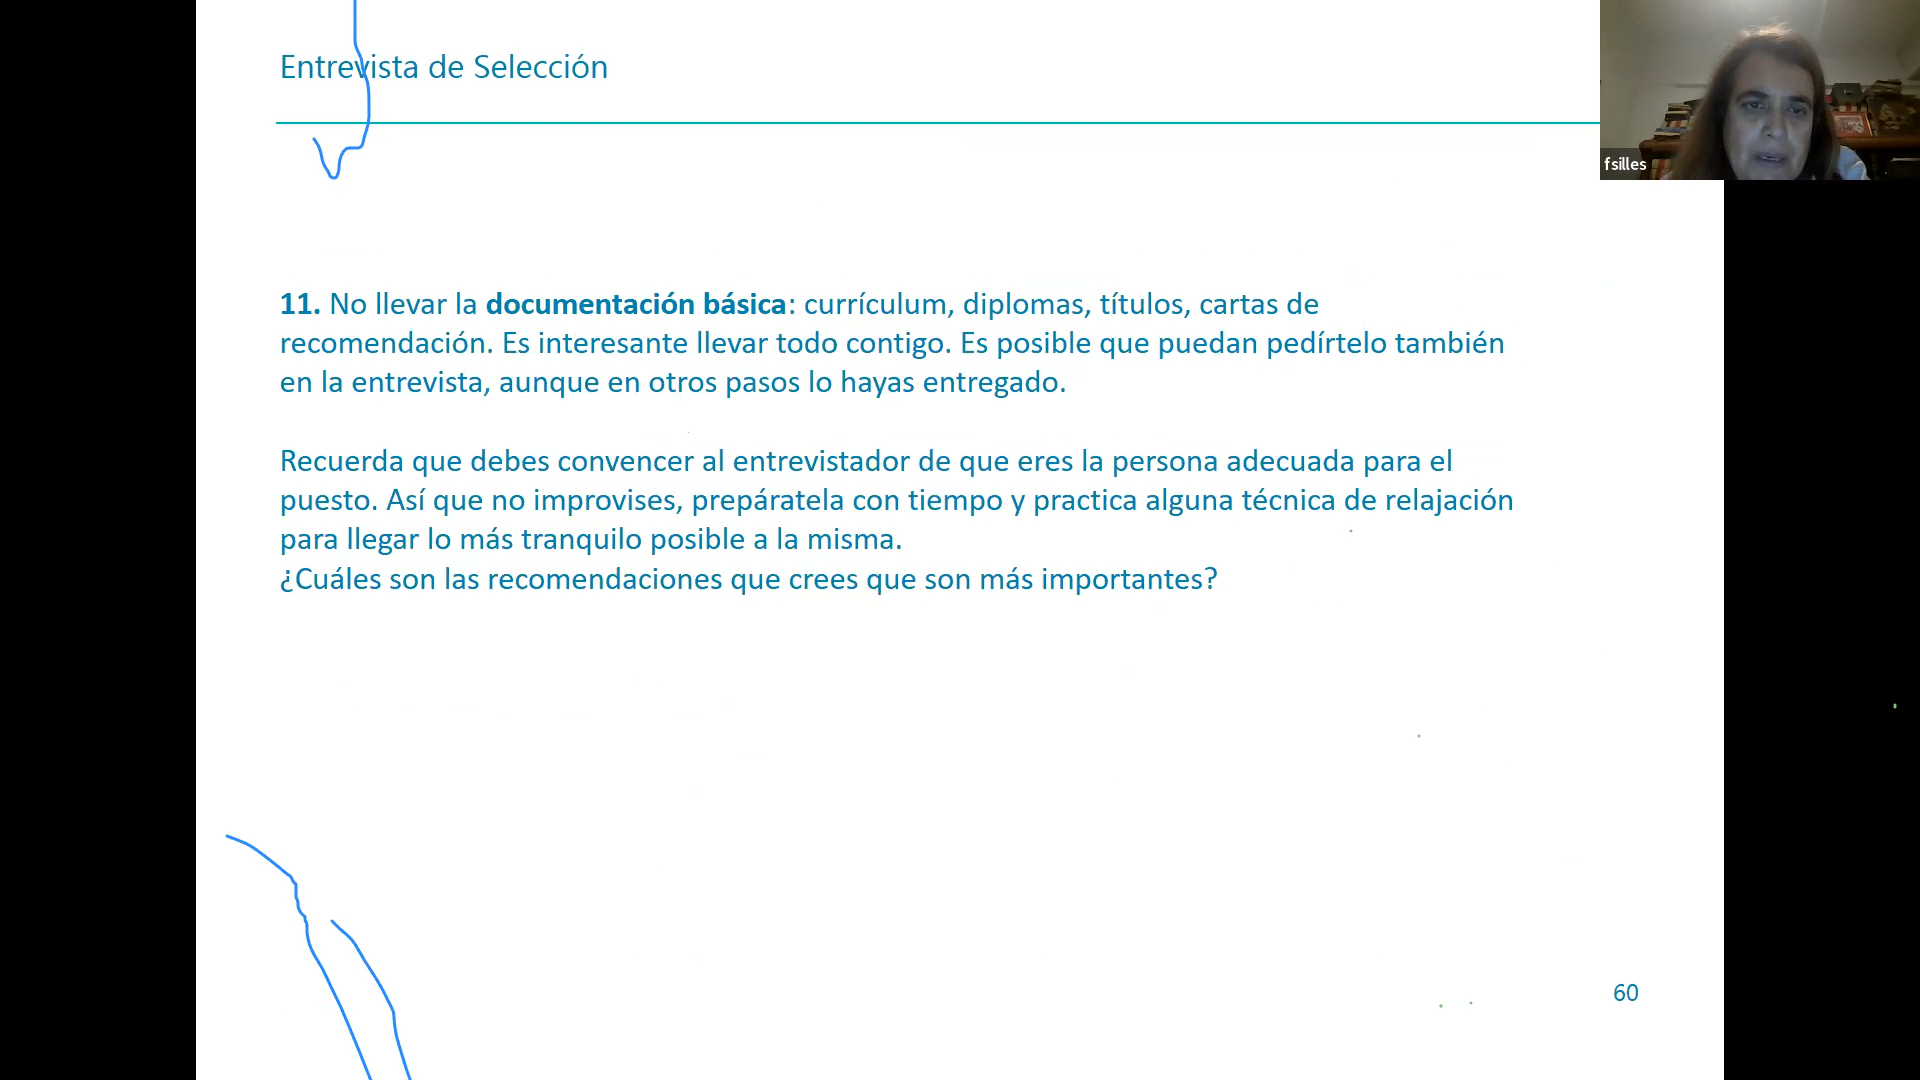 Entrevista de Selección
fsilles
11. No llevar la documentación básica: currículum, diplomas, títulos, cartas de
recomendación. Es interesante llevar todo contigo. Es posible que puedan pedírtelo también
en la entrevista, aunque en otros pasos lo hayas entregado.
Recuerda que debes convencer al entrevistador de que eres la persona adecuada para el
puesto. Así que no improvises, prepáratela con tiempo y practica alguna técnica de relajación
para llegar lo más tranquilo posible a la misma.
¿Cuáles son las recomendaciones que crees que son más importantes?
60